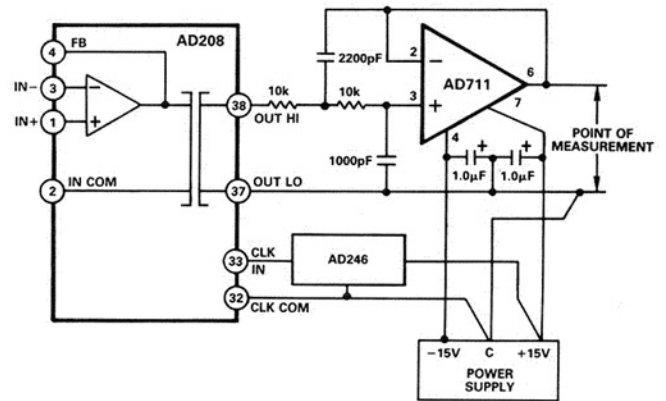 AD208
4 FB
IN− 3 −
IN+ 1 +
2 IN COM
38
OUT HI
37 OUT LO
33 CLK
IN
32 CLK COM
10k
10k
2200pF
1000pF
2 −
3 +
AD711
6
7
4
+ +
1.0μF 1.0μF
POINT OF
MEASUREMENT
AD246
−15V C +15V
POWER
SUPPLY